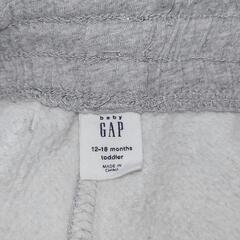 baby
GAP
12-18 months
toddler
MADE IN